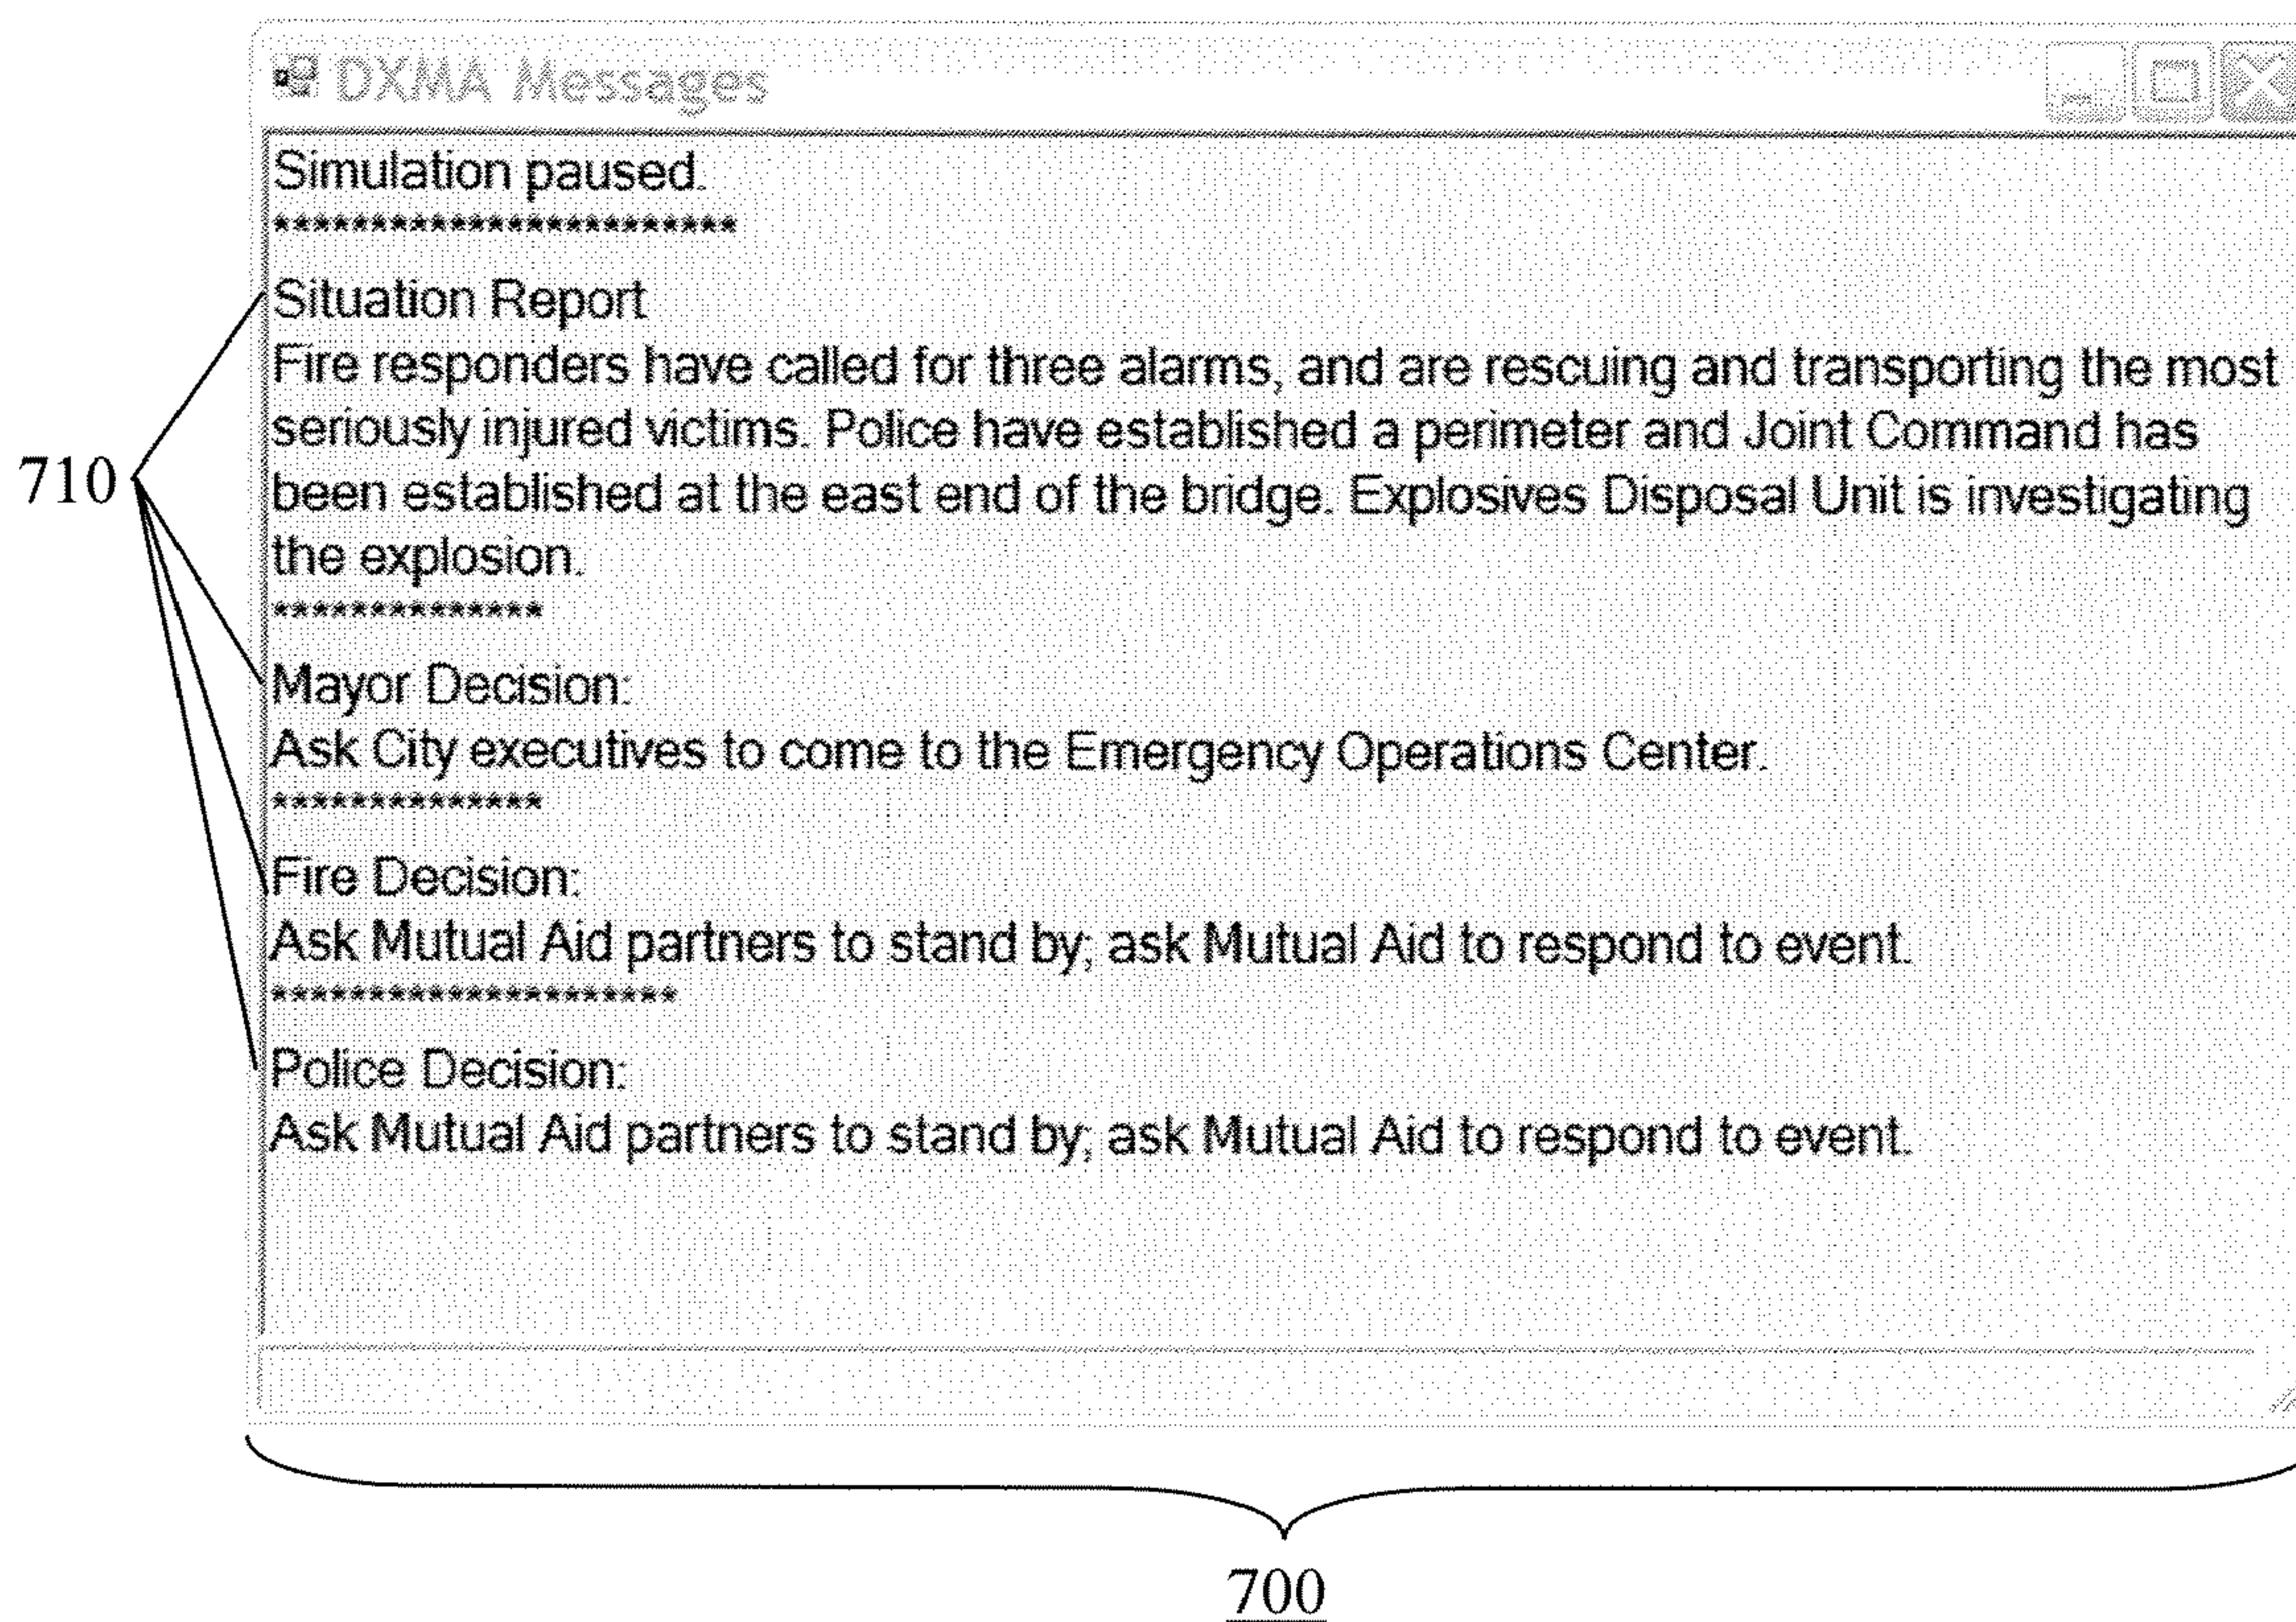 DXMA Messages
Simulation paused.
************************
Situation Report
Fire responders have called for three alarms, and are rescuing and transporting the most
seriously injured victims. Police have established a perimeter and Joint Command has
been established at the east end of the bridge. Explosives Disposal Unit is investigating
the explosion.
**************
710
Mayor Decision:
Ask City executives to come to the Emergency Operations Center.
**************
Fire Decision:
Ask Mutual Aid partners to stand by; ask Mutual Aid to respond to event.
*********************
Police Decision:
Ask Mutual Aid partners to stand by; ask Mutual Aid to respond to event.
700